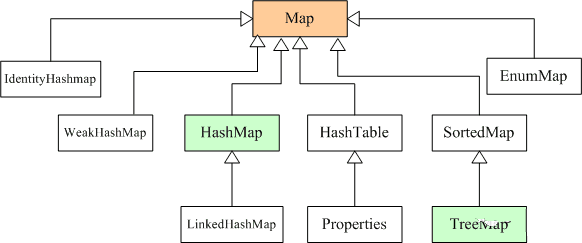 Map
IdentityHashmap
EnumMap
WeakHashMap
HashMap
HashTable
SortedMap
LinkedHashMap
Properties
TreeMap